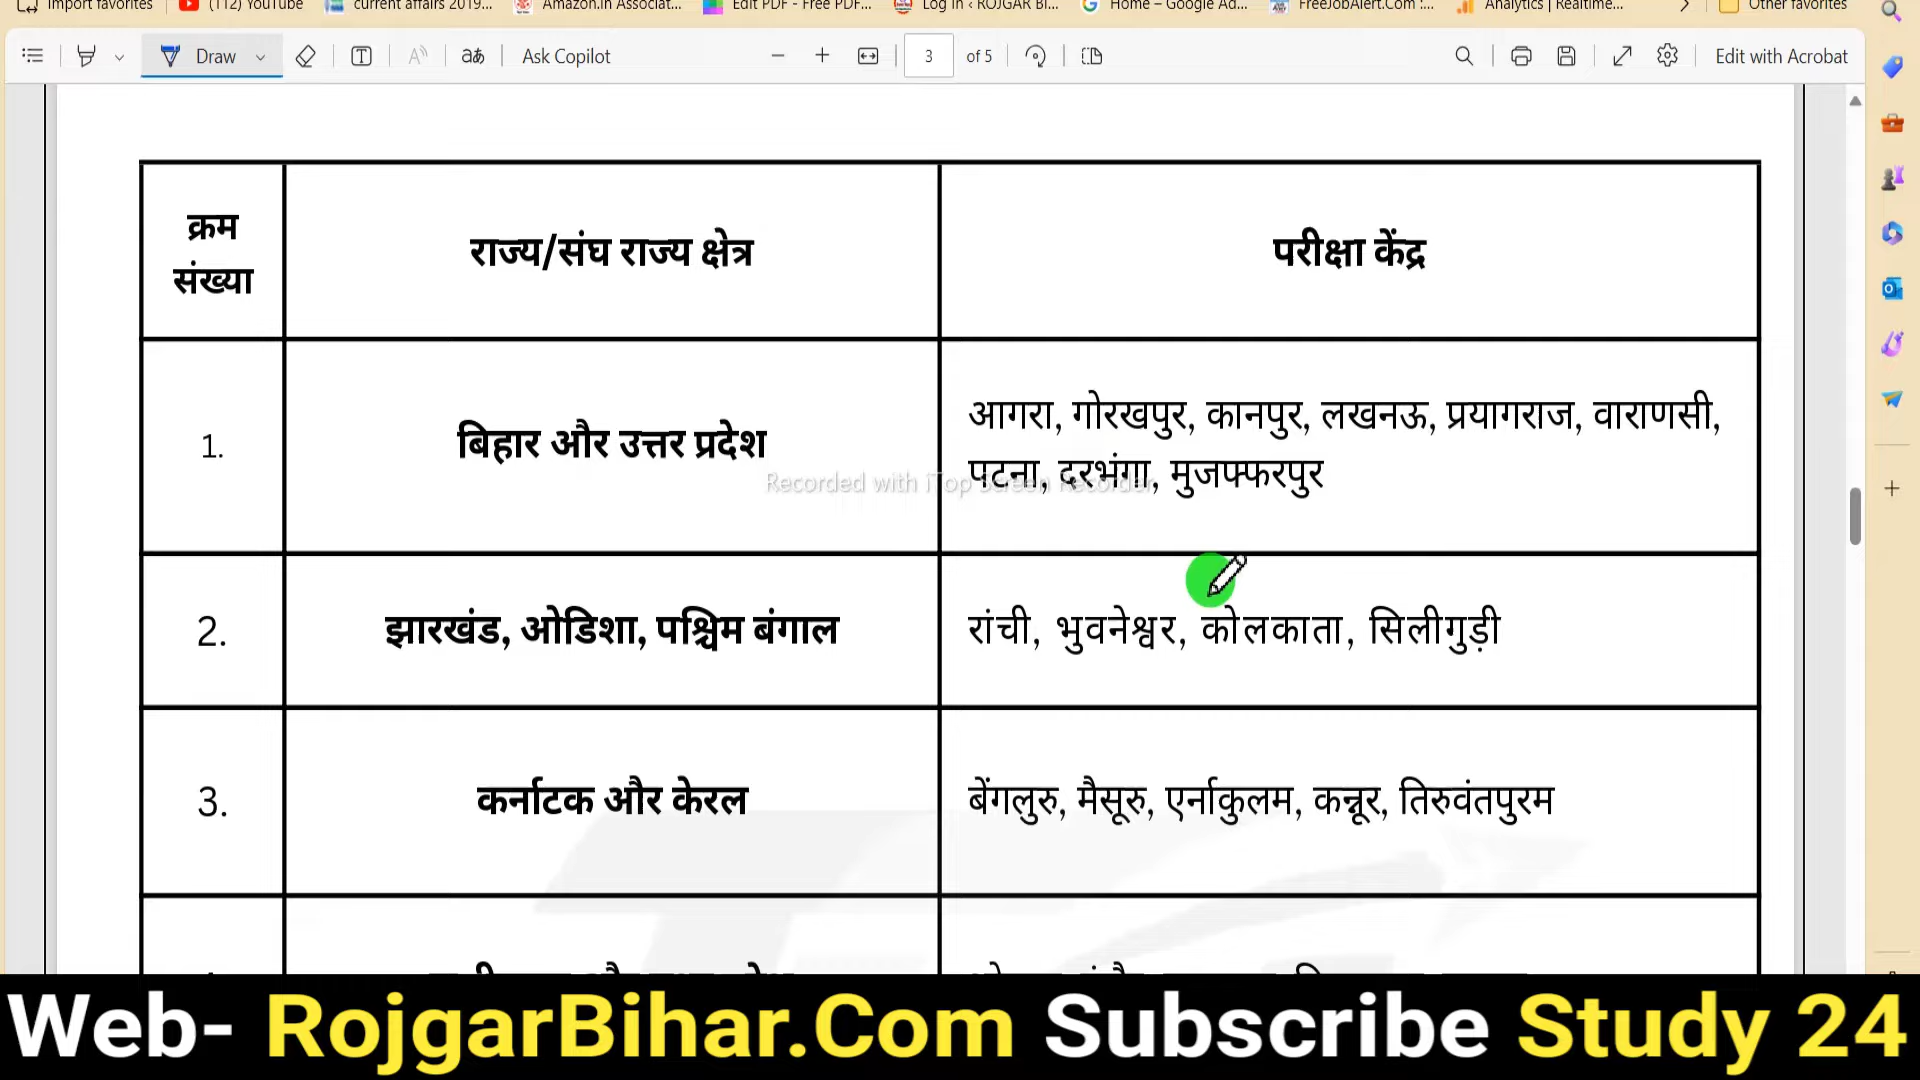 Import favorites (112) YouTube current affairs 2019... Amazon.in Associat... Edit PDF - Free PDF... Log In ‹ ROJGAR BI... Home – Google Ad... FreeJobAlert.Com :... Analytics | Realtime... Other favorites
Draw T A aあ Ask Copilot 3 of 5 Edit with Acrobat
क्रम संख्या
राज्य/संघ राज्य क्षेत्र
परीक्षा केंद्र
1.
बिहार और उत्तर प्रदेश
आगरा, गोरखपुर, कानपुर, लखनऊ, प्रयागराज, वाराणसी,
पटना, दरभंगा, मुजफ्फरपुर
Recorded with iTop Screen Recorder
2.
झारखंड, ओडिशा, पश्चिम बंगाल
रांची, भुवनेश्वर, कोलकाता, सिलीगुड़ी
3.
कर्नाटक और केरल
बेंगलुरु, मैसूरु, एर्नाकुलम, कन्नूर, तिरुवंतपुरम
Web- RojgarBihar.Com Subscribe Study 24